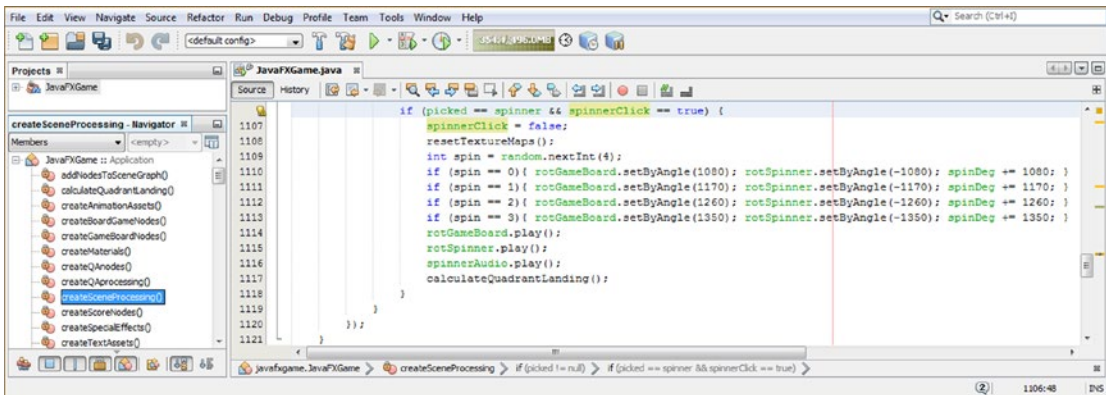 File Edit View Navigate Source Refactor Run Debug Profile Team Tools Window Help
Search (Ctrl+I)
<default config>
Projects
JavaFXGame
JavaFXGame.java
Source History
createSceneProcessing - Navigator
Members <empty>
JavaFXGame :: Application
addNodesToSceneGraph()
calculateQuadrantLanding()
createAnimationAssets()
createBoardGameNodes()
createGameBoardNodes()
createMaterials()
createQAnodes()
createQAprocessing()
createSceneProcessing()
createScoreNodes()
createSpecialEffects()
createTextAssets()
if (picked == spinner && spinnerClick == true) {
1107 spinnerClick = false;
1108 resetTextureMaps();
1109 int spin = random.nextInt(4);
1110 if (spin == 0){ rotGameBoard.setByAngle(1080); rotSpinner.setByAngle(-1080); spinDeg += 1080; }
1111 if (spin == 1){ rotGameBoard.setByAngle(1170); rotSpinner.setByAngle(-1170); spinDeg += 1170; }
1112 if (spin == 2){ rotGameBoard.setByAngle(1260); rotSpinner.setByAngle(-1260); spinDeg += 1260; }
1113 if (spin == 3){ rotGameBoard.setByAngle(1350); rotSpinner.setByAngle(-1350); spinDeg += 1350; }
1114 rotGameBoard.play();
1115 rotSpinner.play();
1116 spinnerAudio.play();
1117 calculateQuadrantLanding();
1118 }
1119 }
1120 });
1121 }
javafxgame.JavaFXGame createSceneProcessing if (picked != null) if (picked == spinner && spinnerClick == true)
2 1106:48 INS